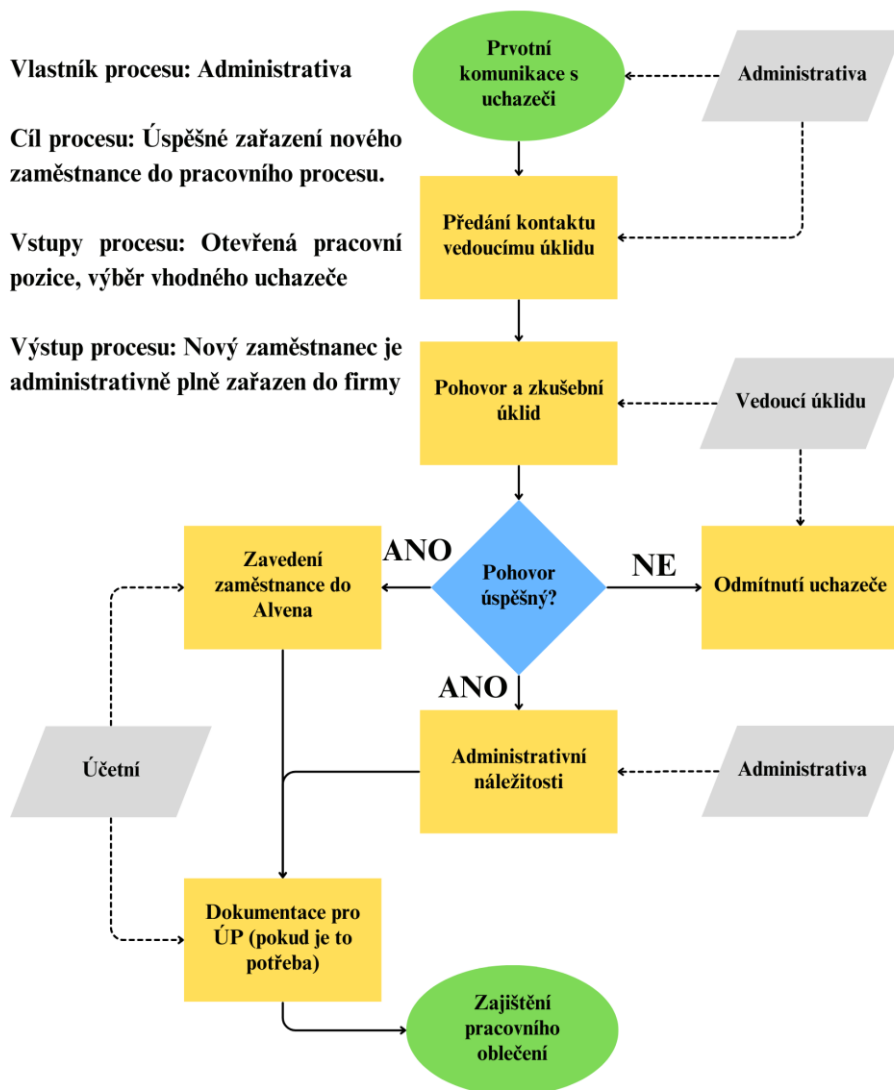 Vlastník procesu: Administrativa
Cíl procesu: Úspěšné zařazení nového
zaměstnance do pracovního procesu.
Vstupy procesu: Otevřená pracovní
pozice, výběr vhodného uchazeče
Výstup procesu: Nový zaměstnanec je
administrativně plně zařazen do firmy
Prvotní
komunikace s
uchazeči
Administrativa
Předání kontaktu
vedoucímu úklidu
Pohovor a zkušební
úklid
Vedoucí úklidu
Zavedení
zaměstnance do
Alvena
ANO
Pohovor
úspěšný?
NE
Odmítnutí uchazeče
ANO
Účetní
Administrativní
náležitosti
Administrativa
Dokumentace pro
ÚP (pokud je to
potřeba)
Zajištění
pracovního
oblečení